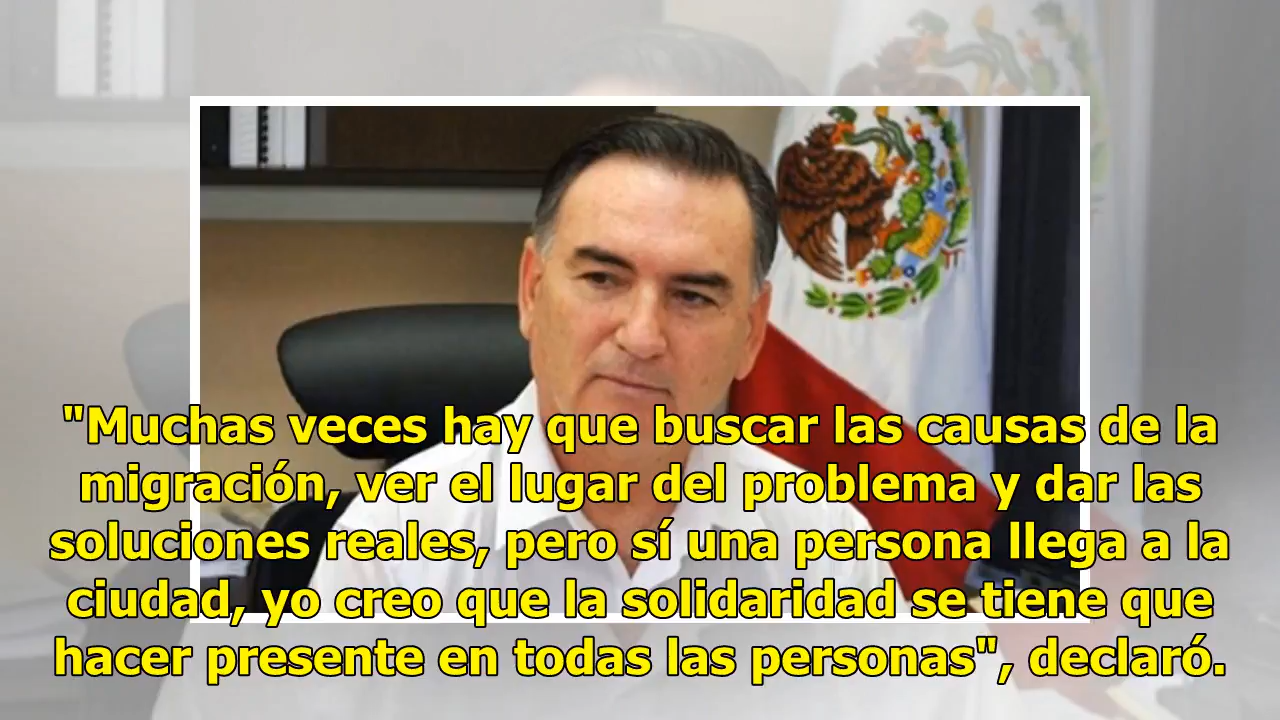 "Muchas veces hay que buscar las causas de la
migración, ver el lugar del problema y dar las
soluciones reales, pero sí una persona llega a la
ciudad, yo creo que la solidaridad se tiene que
hacer presente en todas las personas", declaró.